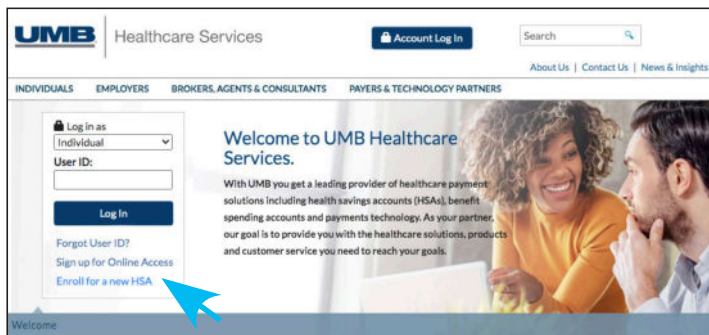 UMB Healthcare Services
Account Log In
Search
About Us | Contact Us | News & Insights
INDIVIDUALS EMPLOYERS BROKERS, AGENTS & CONSULTANTS PAYERS & TECHNOLOGY PARTNERS
Log in as
Individual
User ID:
Log In
Forgot User ID?
Sign up for Online Access
Enroll for a new HSA
Welcome to UMB Healthcare
Services.
With UMB you get a leading provider of healthcare payment
solutions including health savings accounts (HSAs), benefit
spending accounts and payments technology. As your partner,
our goal is to provide you with the healthcare solutions, products
and customer service you need to reach your goals.
Welcome